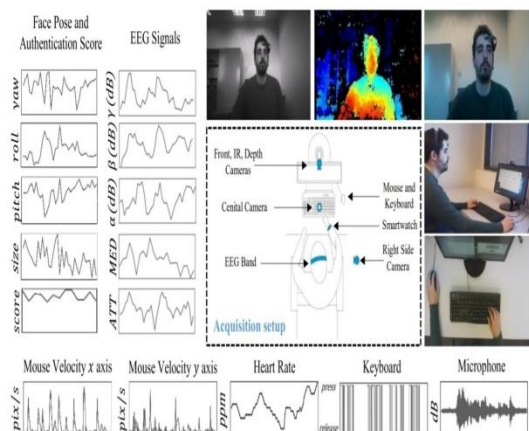 Face Pose and
Authentication Score
EEG Signals
yaw
γ (dB)
roll
β (dB)
pitch
α (dB)
size
MED
score
ATT
Front, IR, Depth
Cameras
Cenital Camera
Mouse and
Keyboard
Smartwatch
EEG Band
Right Side
Camera
Acquisition setup
Mouse Velocity x axis
Mouse Velocity y axis
Heart Rate
Keyboard
Microphone
pix/s
pix/s
ppm
press
release
dB